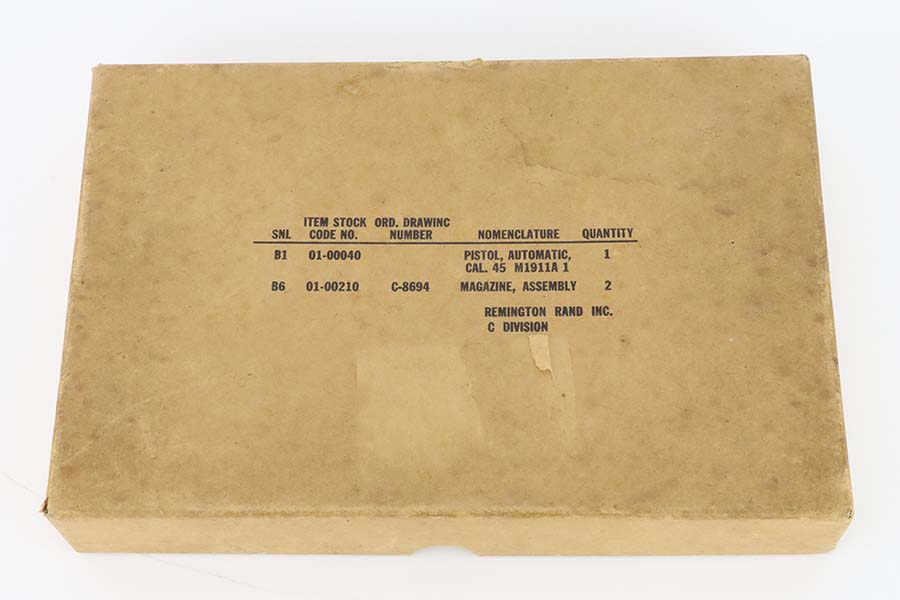 ITEM STOCK ORD. DRAWINC
SNL CODE NO. NUMBER NOMENCLATURE QUANTITY
B1 01-00040 PISTOL, AUTOMATIC, 1
CAL. 45 M1911A 1
B6 01-00210 C-8694 MAGAZINE, ASSEMBLY 2
REMINGTON RAND INC.
C DIVISION